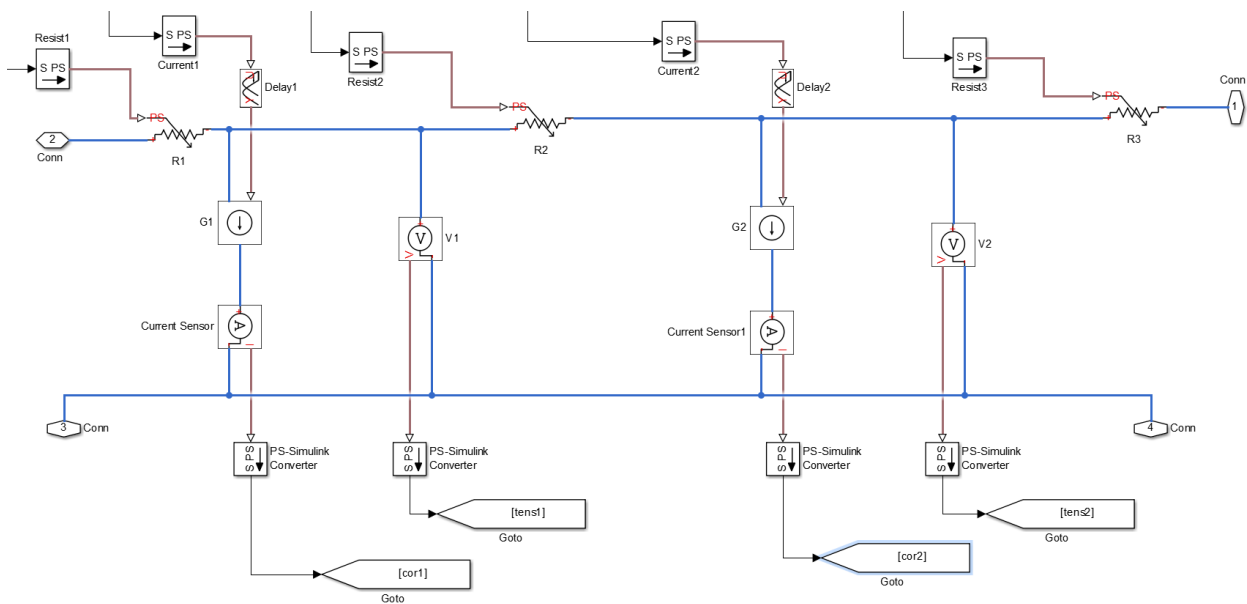 Resist1
S PS
S PS
Current1
Delay1
S PS
Resist2
S PS
Current2
Delay2
S PS
Resist3
Conn
1
PS
PS
PS
2
Conn
R1
R2
R3
G1
V
V1
V
G2
V
V2
V
Current Sensor
A
I
Current Sensor1
A
I
3
Conn
4
Conn
S PS
PS-Simulink
Converter
S PS
PS-Simulink
Converter
S PS
PS-Simulink
Converter
S PS
PS-Simulink
Converter
[tens1]
Goto
[tens2]
Goto
[cor1]
Goto
[cor2]
Goto